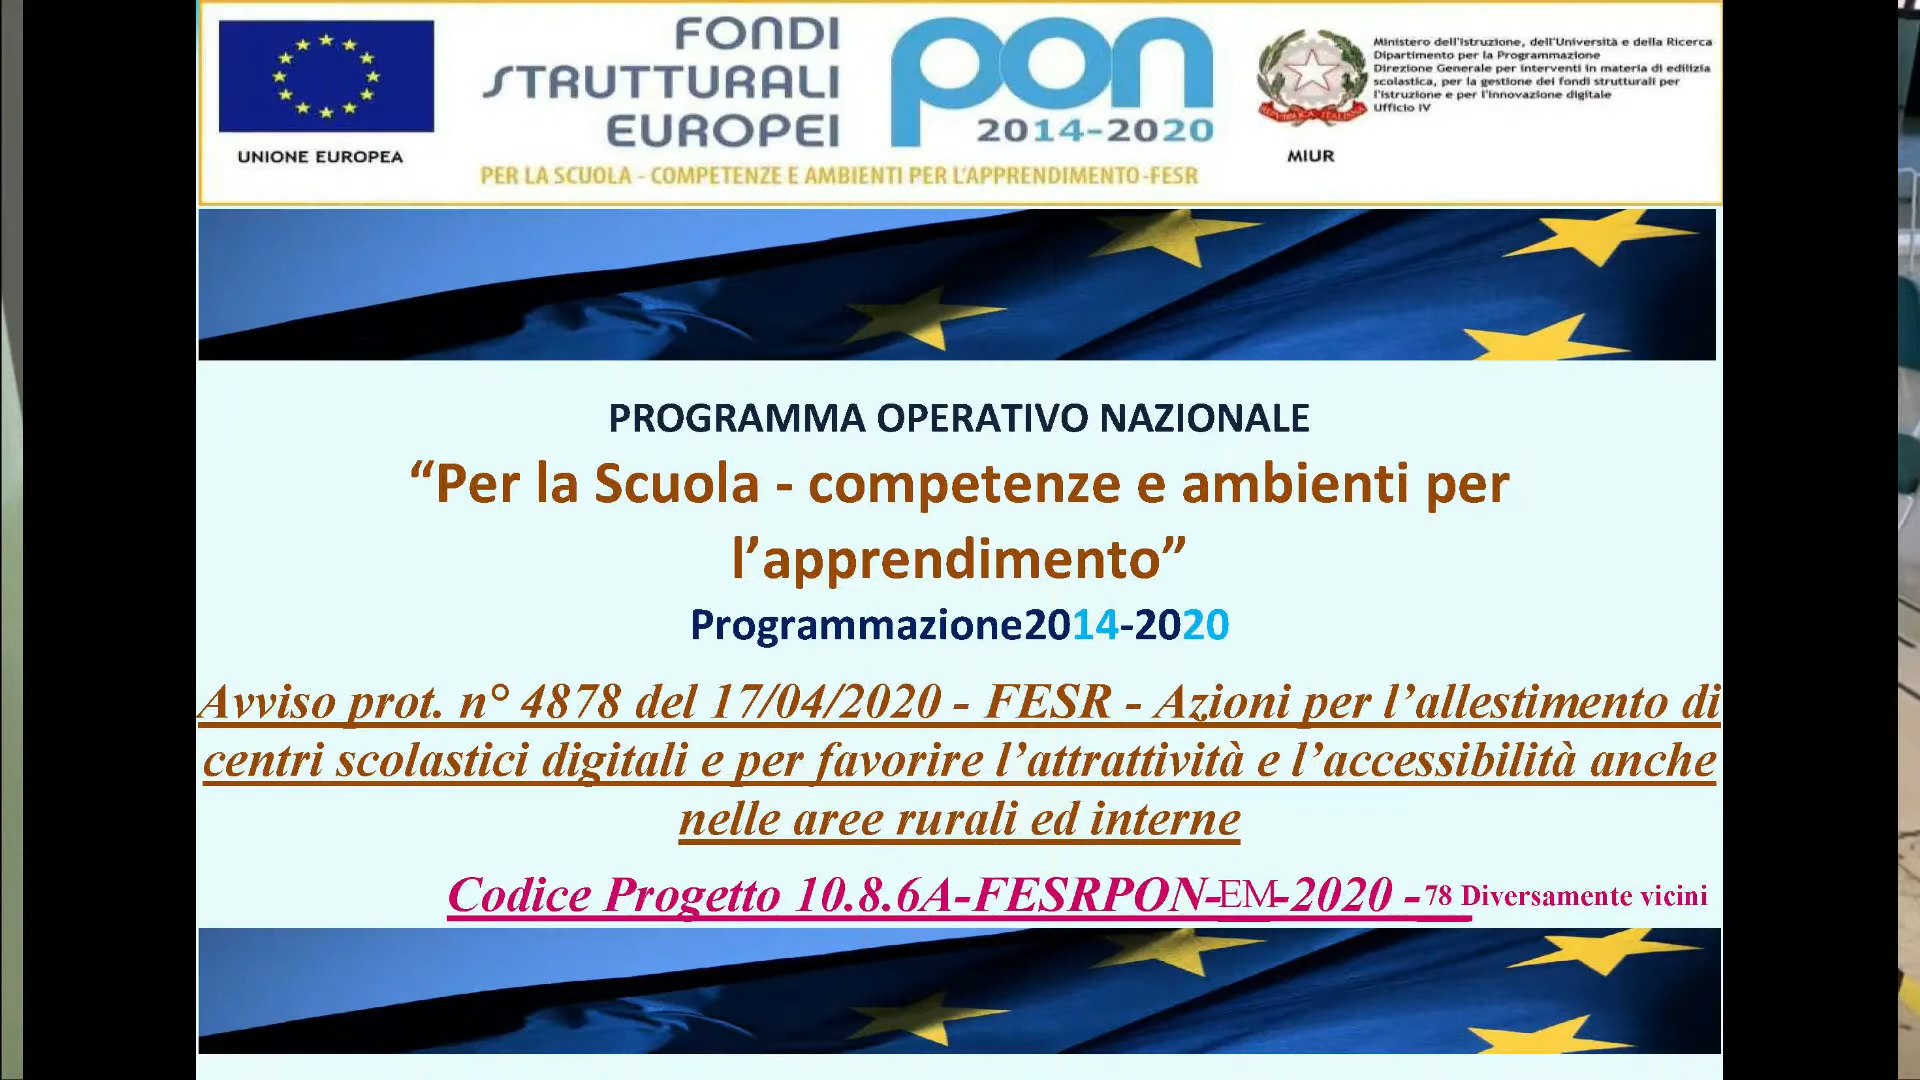 UNIONE EUROPEA
FONDI
STRUTTURALI
EUROPEI
pon
2014-2020
PER LA SCUOLA - COMPETENZE E AMBIENTI PER L'APPRENDIMENTO-FESR
Ministero dell'Istruzione, dell'Università e della Ricerca
Dipartimento per la Programmazione
Direzione Generale per interventi in materia di edilizia
scolastica, per la gestione dei fondi strutturali per
l'istruzione e per l'innovazione digitale
Ufficio IV
MIUR
PROGRAMMA OPERATIVO NAZIONALE
“Per la Scuola - competenze e ambienti per
l’apprendimento”
Programmazione2014-2020
Avviso prot. n° 4878 del 17/04/2020 - FESR - Azioni per l’allestimento di
centri scolastici digitali e per favorire l’attrattività e l’accessibilità anche
nelle aree rurali ed interne
Codice Progetto 10.8.6A-FESRPON-EM-2020 -78 Diversamente vicini